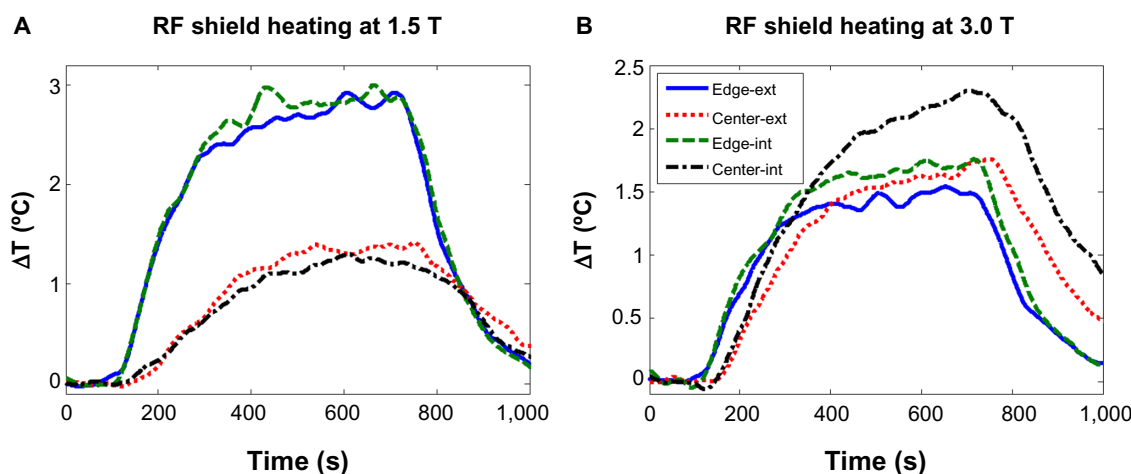 A
RF shield heating at 1.5 T
3
2
1
0
ΔT (ºC)
0
200
400
600
800
1,000
Time (s)
B
RF shield heating at 3.0 T
2.5
2
1.5
1
0.5
0
ΔT (ºC)
Edge-ext
Center-ext
Edge-int
Center-int
0
200
400
600
800
1,000
Time (s)